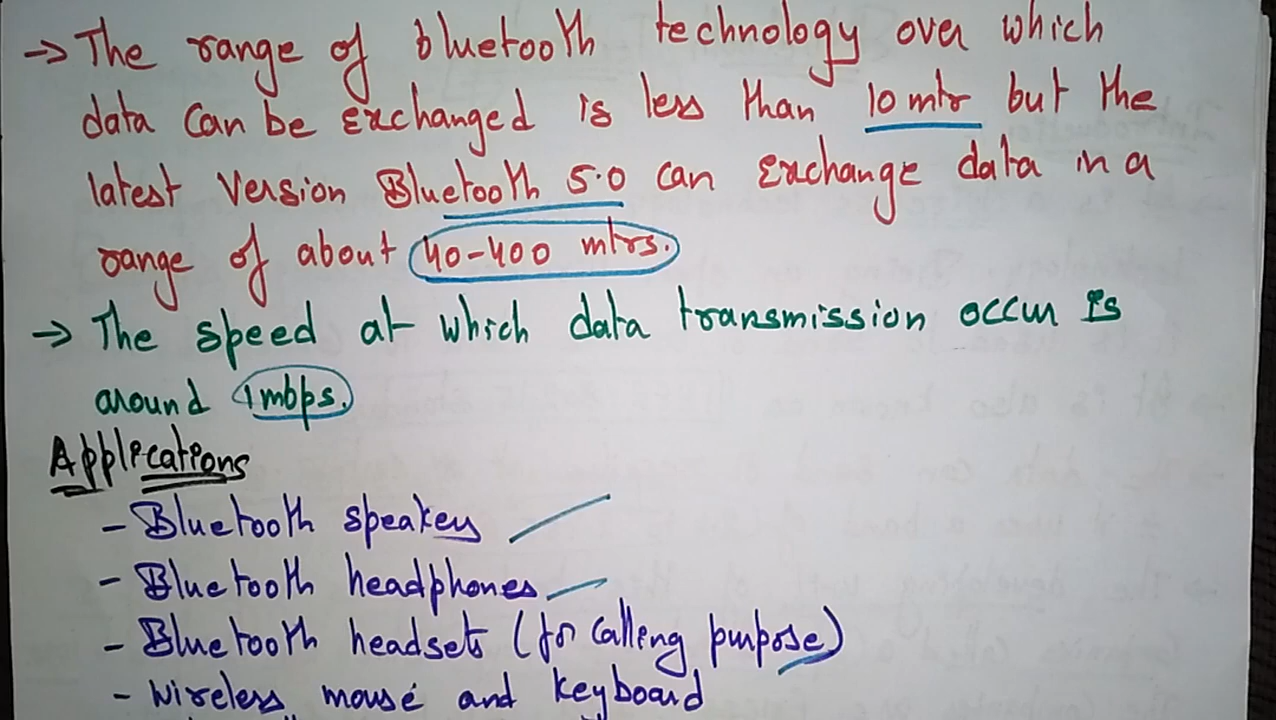 → The range of bluetooth technology over which
data can be Exchanged is less than 10 mtr but the
latest Version Bluetooth 5.0 can Exchange data in a
range of about 40-400 mtrs.
→ The speed at which data transmission occur is
around 1mbps.
Applications
- Bluetooth speakers
- Bluetooth headphones
- Bluetooth headsets (for calling purpose)
- Wireless mouse and keyboard